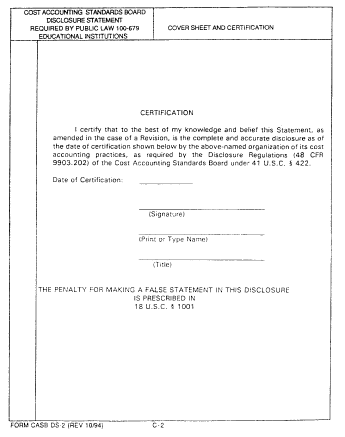 COST ACCOUNTING STANDARDS BOARD
DISCLOSURE STATEMENT
REQUIRED BY PUBLIC LAW 100-679
EDUCATIONAL INSTITUTIONS
COVER SHEET AND CERTIFICATION
CERTIFICATION
I certify that to the best of my knowledge and belief this Statement, as
amended in the case of a Revision, is the complete and accurate disclosure as
of the date of certification shown below by the above-named organization of its cost
accounting practices, as required by the Disclosure Regulations (48 CFR
9903.202) of the Cost Accounting Standards Board under 41 U.S.C. § 422.
Date of Certification:
(Signature)
(Print or Type Name)
(Title)
THE PENALTY FOR MAKING A FALSE STATEMENT IN THIS DISCLOSURE
IS PRESCRIBED IN
18 U.S.C. § 1001
FORM CASB DS-2 (REV 10/94)
C-2